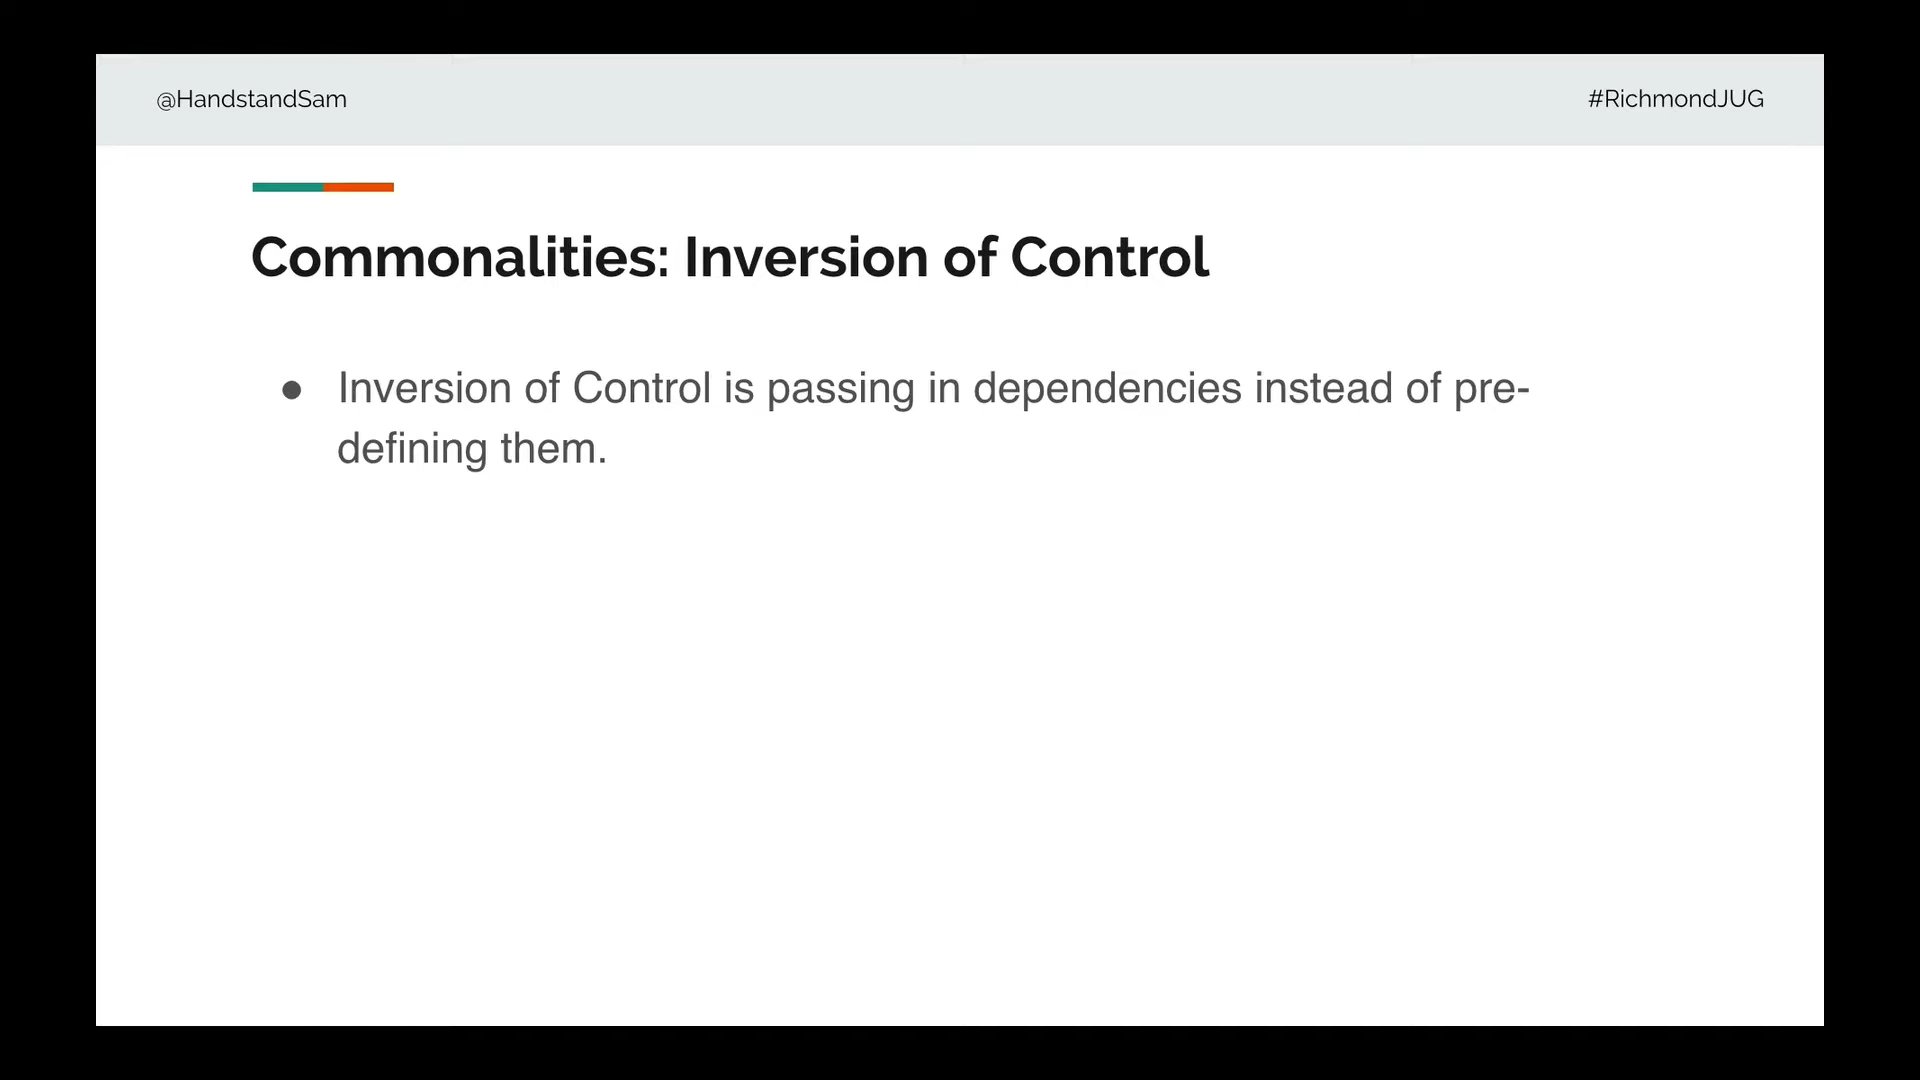 @HandstandSam
#RichmondJUG
Commonalities: Inversion of Control
● Inversion of Control is passing in dependencies instead of pre-
defining them.